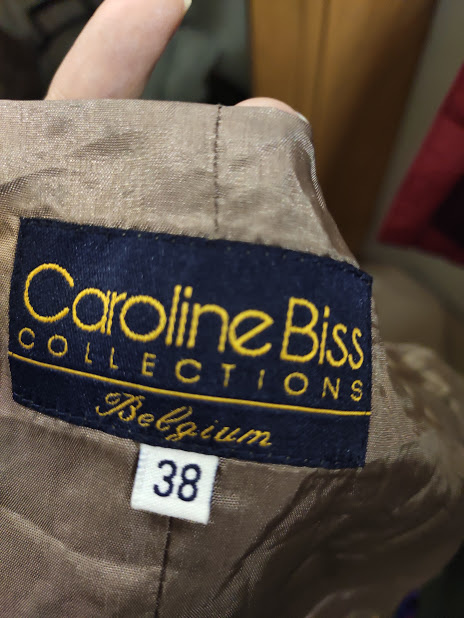 Caroline Biss
COLLECTIONS
Belgium
38